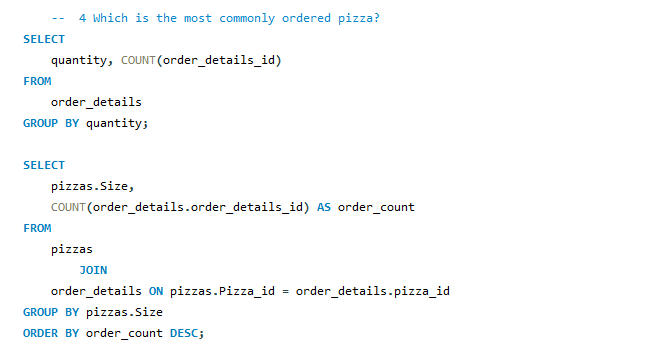 --  4 Which is the most commonly ordered pizza?
SELECT
quantity, COUNT(order_details_id)
FROM
order_details
GROUP BY quantity;
SELECT
pizzas.Size,
COUNT(order_details.order_details_id) AS order_count
FROM
pizzas
JOIN
order_details ON pizzas.Pizza_id = order_details.pizza_id
GROUP BY pizzas.Size
ORDER BY order_count DESC;